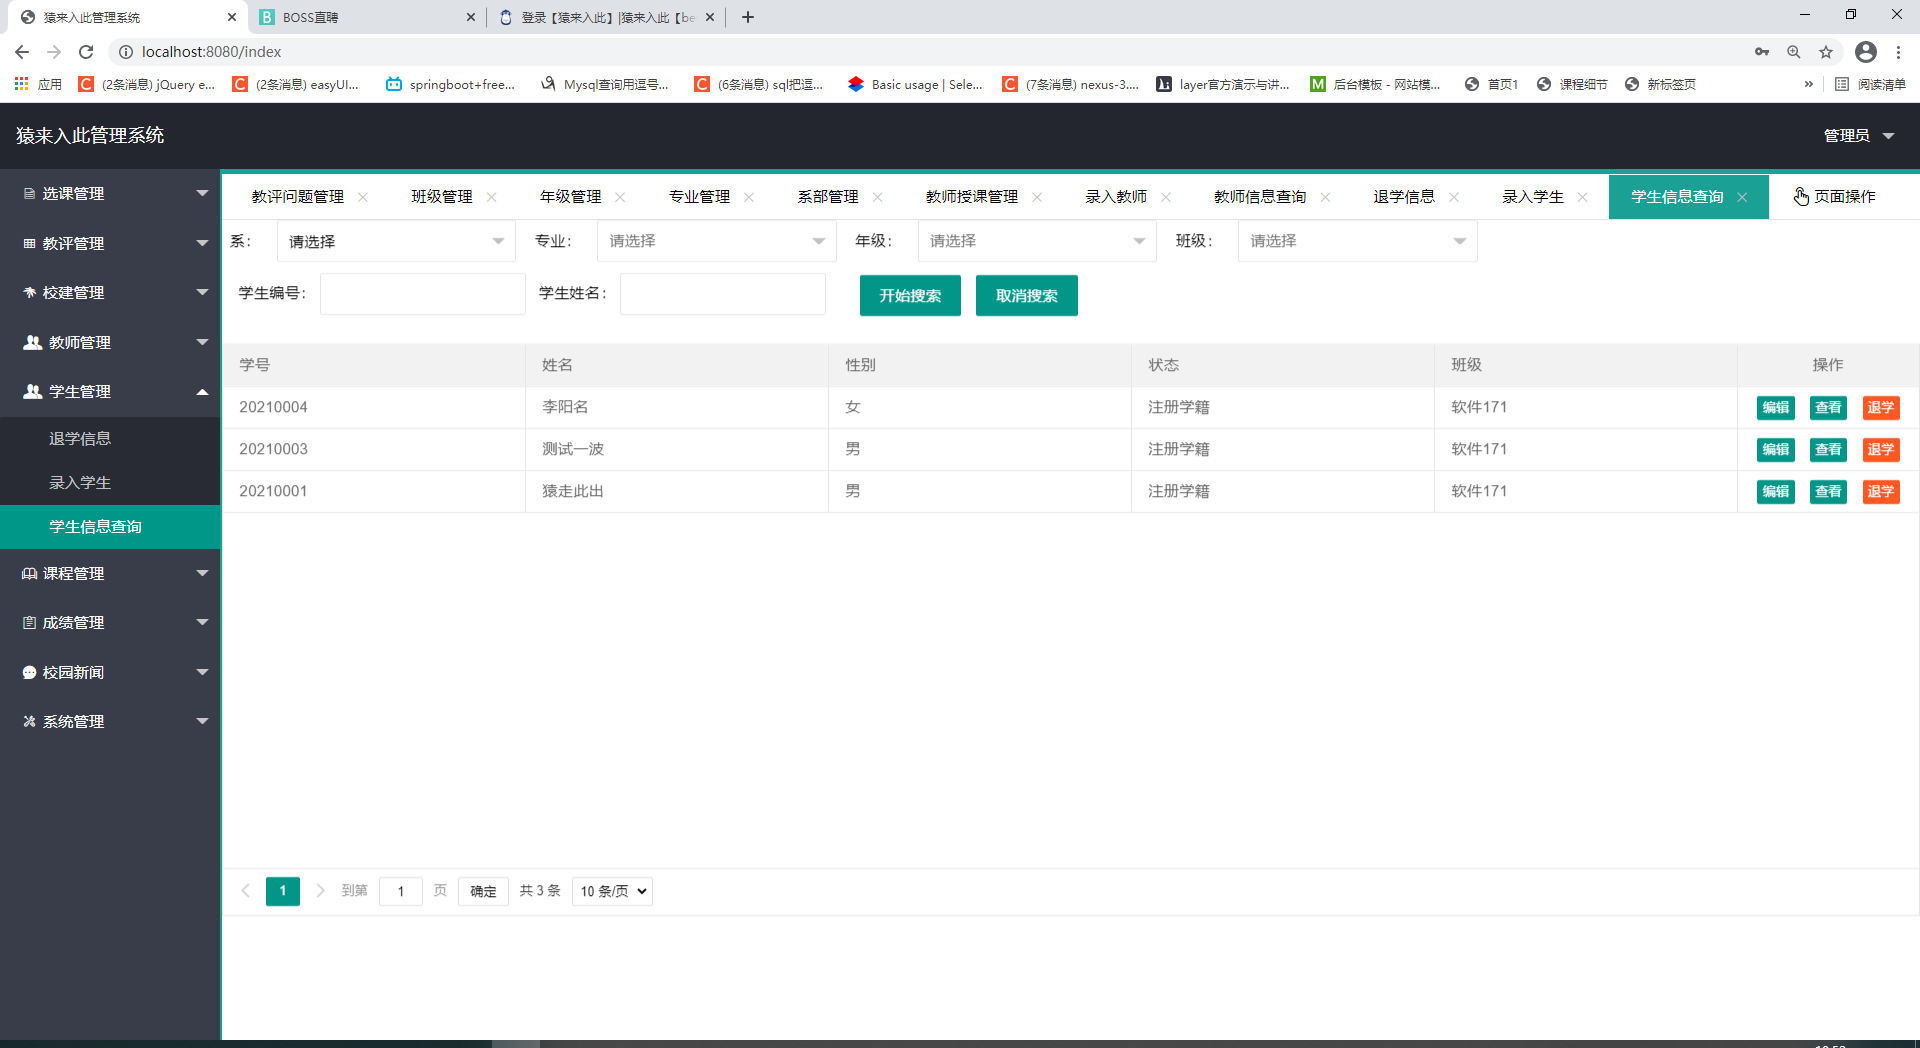 猿来入此管理系统 BOSS直聘 登录【猿来入此】|猿来入此【be
localhost:8080/index
应用 (2条消息) jQuery e... (2条消息) easyUI... springboot+free... Mysql查询用逗号... (6条消息) sql把逗... Basic usage | Sele... (7条消息) nexus-3.... layer官方演示与讲... 后台模板 - 网站模... 首页1 课程细节 新标签页 » 阅读清单
猿来入此管理系统 管理员
选课管理
教评管理
校建管理
教师管理
学生管理
退学信息
录入学生
学生信息查询
课程管理
成绩管理
校园新闻
系统管理
教评问题管理 班级管理 年级管理 专业管理 系部管理 教师授课管理 录入教师 教师信息查询 退学信息 录入学生 学生信息查询 页面操作
系： 请选择 专业： 请选择 年级： 请选择 班级： 请选择
学生编号： 学生姓名： 开始搜索 取消搜索
学号 姓名 性别 状态 班级 操作
20210004 李阳名 女 注册学籍 软件171 编辑 查看 退学
20210003 测试一波 男 注册学籍 软件171 编辑 查看 退学
20210001 猿走此出 男 注册学籍 软件171 编辑 查看 退学
1 到第 1 页 确定 共 3 条 10 条/页